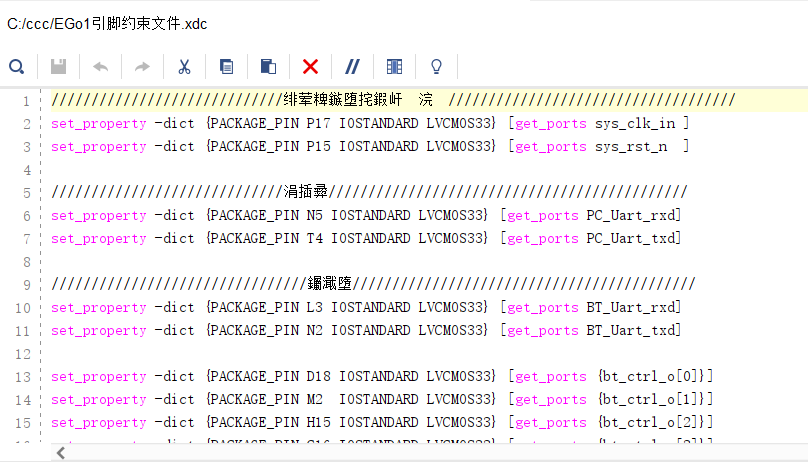 C:/ccc/EGo1引脚约束文件.xdc
1 /////////////////////////////绯荤粺鏃堕挓鍜屽 浣 ////////////////////////////////////
2 set_property -dict {PACKAGE_PIN P17 IOSTANDARD LVCMOS33} [get_ports sys_clk_in ]
3 set_property -dict {PACKAGE_PIN P15 IOSTANDARD LVCMOS33} [get_ports sys_rst_n ]
4
5 /////////////////////////////涓插彛/////////////////////////////////////////////
6 set_property -dict {PACKAGE_PIN N5 IOSTANDARD LVCMOS33} [get_ports PC_Uart_rxd]
7 set_property -dict {PACKAGE_PIN T4 IOSTANDARD LVCMOS33} [get_ports PC_Uart_txd]
8
9 ////////////////////////////////钃濈墮///////////////////////////////////////////
10 set_property -dict {PACKAGE_PIN L3 IOSTANDARD LVCMOS33} [get_ports BT_Uart_rxd]
11 set_property -dict {PACKAGE_PIN N2 IOSTANDARD LVCMOS33} [get_ports BT_Uart_txd]
12
13 set_property -dict {PACKAGE_PIN D18 IOSTANDARD LVCMOS33} [get_ports {bt_ctrl_o[0]}]
14 set_property -dict {PACKAGE_PIN M2 IOSTANDARD LVCMOS33} [get_ports {bt_ctrl_o[1]}]
15 set_property -dict {PACKAGE_PIN H15 IOSTANDARD LVCMOS33} [get_ports {bt_ctrl_o[2]}]